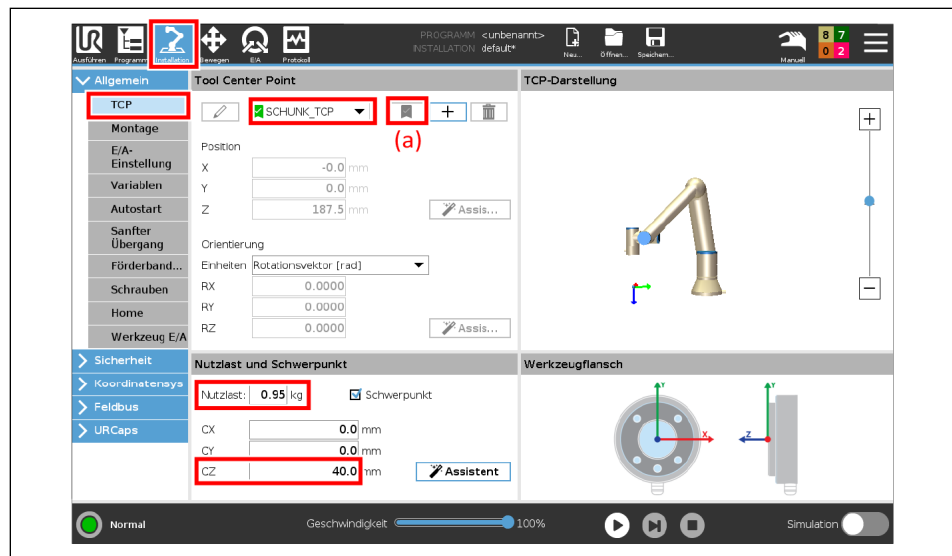 PROGRAMM <unbenannt>
INSTALLATION default*
Ausführen Programm Installation Bewegen E/A Protokoll
Neu... Öffnen... Speichern... Manuell
8 7
0 2
Allgemein
TCP
Montage
E/A-
Einstellung
Variablen
Autostart
Sanfter
Übergang
Förderband...
Schrauben
Home
Werkzeug E/A
Sicherheit
Koordinatensys
Feldbus
URCaps
Tool Center Point
SCHUNK_TCP
(a)
Position
X -0.0 mm
Y 0.0 mm
Z 187.5 mm Assis...
Orientierung
Einheiten Rotationsvektor [rad]
RX 0.0000
RY 0.0000
RZ 0.0000 Assis...
Nutzlast und Schwerpunkt
Nutzlast: 0.95 kg Schwerpunkt
CX 0.0 mm
CY 0.0 mm
CZ 40.0 mm Assistent
TCP-Darstellung
Werkzeugflansch
Y
X
Y
Z
Normal Geschwindigkeit 100% Simulation